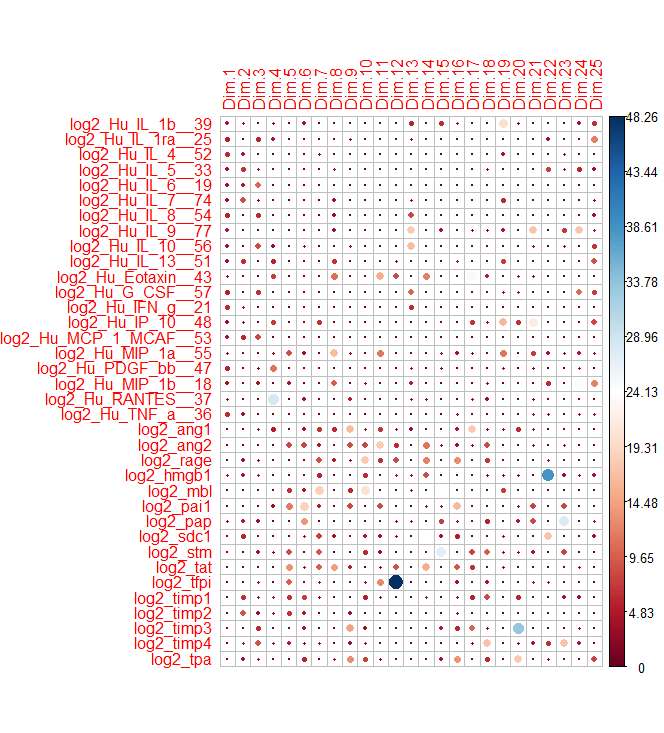 Dim.1
Dim.2
Dim.3
Dim.4
Dim.5
Dim.6
Dim.7
Dim.8
Dim.9
Dim.10
Dim.11
Dim.12
Dim.13
Dim.14
Dim.15
Dim.16
Dim.17
Dim.18
Dim.19
Dim.20
Dim.21
Dim.22
Dim.23
Dim.24
Dim.25
log2_Hu_IL_1b__39
log2_Hu_IL_1ra__25
log2_Hu_IL_4__52
log2_Hu_IL_5__33
log2_Hu_IL_6__19
log2_Hu_IL_7__74
log2_Hu_IL_8__54
log2_Hu_IL_9__77
log2_Hu_IL_10__56
log2_Hu_IL_13__51
log2_Hu_Eotaxin__43
log2_Hu_G_CSF__57
log2_Hu_IFN_g__21
log2_Hu_IP_10__48
log2_Hu_MCP_1_MCAF__53
log2_Hu_MIP_1a__55
log2_Hu_PDGF_bb__47
log2_Hu_MIP_1b__18
log2_Hu_RANTES__37
log2_Hu_TNF_a__36
log2_ang1
log2_ang2
log2_rage
log2_hmgb1
log2_mbl
log2_pai1
log2_pap
log2_sdc1
log2_stm
log2_tat
log2_tfpi
log2_timp1
log2_timp2
log2_timp3
log2_timp4
log2_tpa
48.26
43.44
38.61
33.78
28.96
24.13
19.31
14.48
9.65
4.83
0